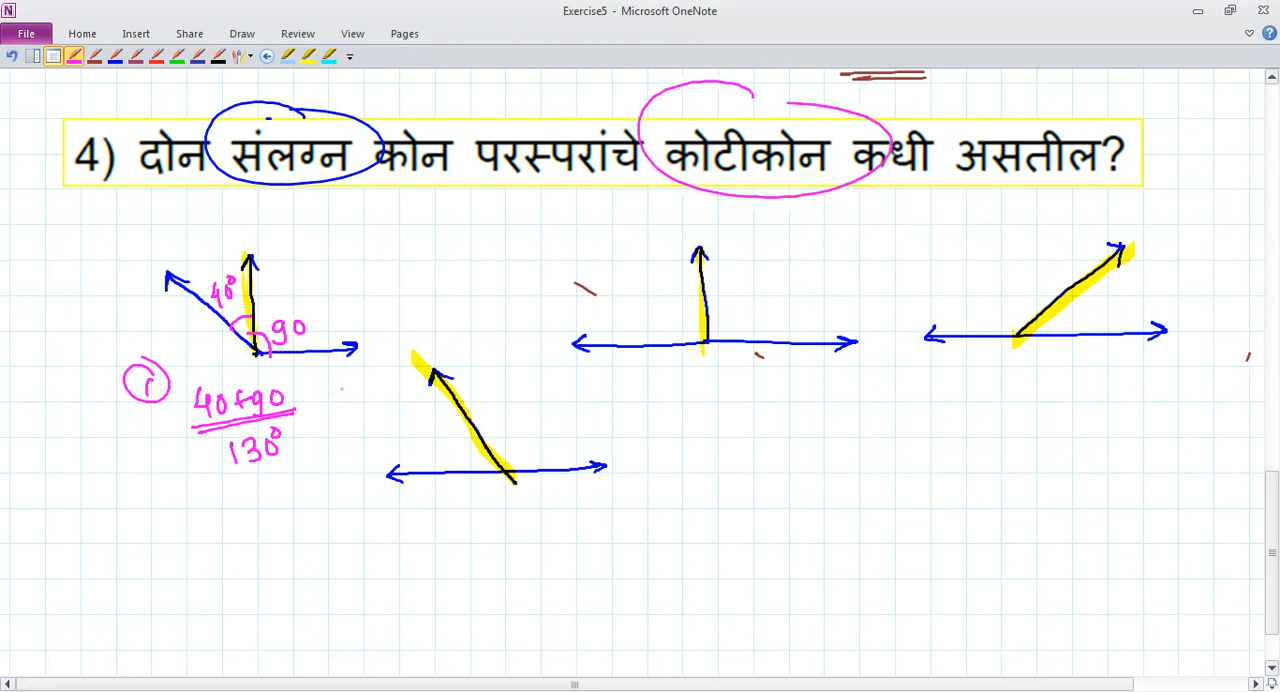 Exercise5 - Microsoft OneNote
File Home Insert Share Draw Review View Pages
4) दोन संलग्न कोन परस्परांचे कोटीकोन कधी असतील?
40°
90
1
40+90
130°